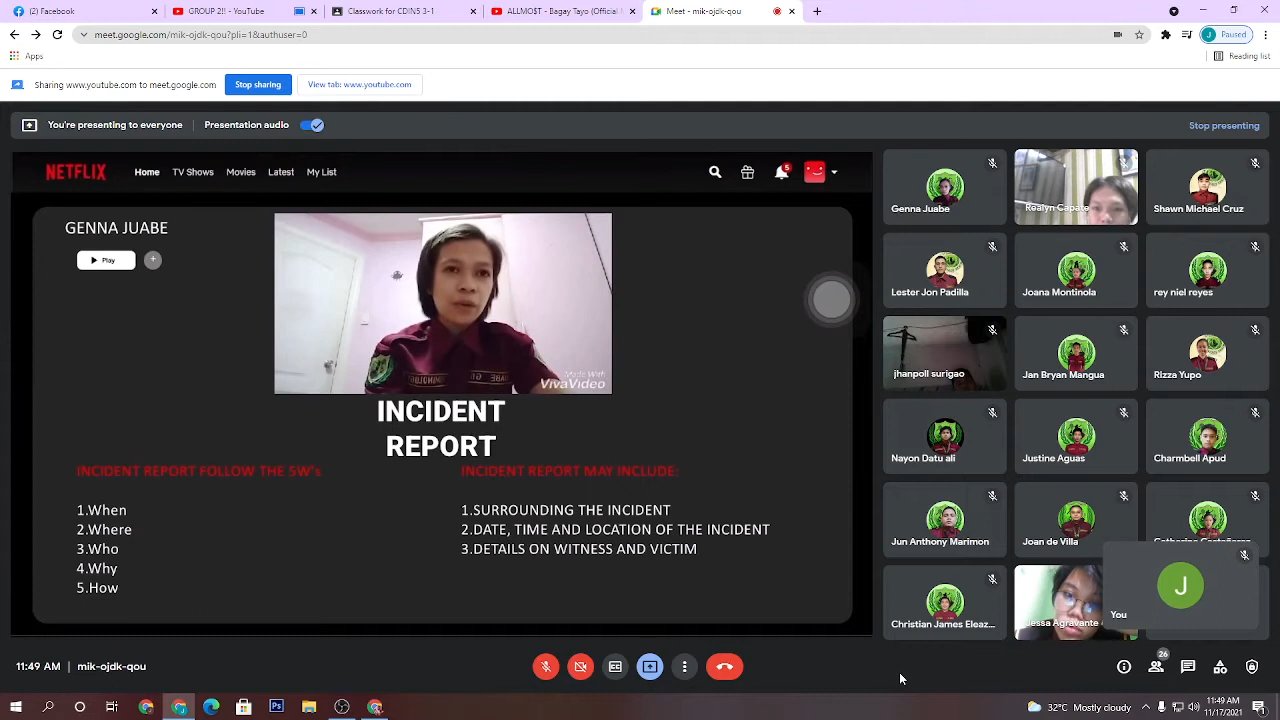 Facebook
GROUP 2!! - YouTube
Classwork for CDIN5 3-1
ALLMO$T - Bagay Tayo (Official
Meet - mik-ojdk-qou
meet.google.com/mik-ojdk-qou?pli=1&authuser=0
Paused
Apps
Reading list
Sharing www.youtube.com to meet.google.com
Stop sharing
View tab: www.youtube.com
You're presenting to everyone
Presentation audio
Stop presenting
NETFLIX
Home
TV Shows
Movies
Latest
My List
5
GENNA JUABE
Play
Made With
VivaVideo
INCIDENT
REPORT
INCIDENT REPORT FOLLOW THE 5W's
1.When
2.Where
3.Who
4.Why
5.How
INCIDENT REPORT MAY INCLUDE:
1.SURROUNDING THE INCIDENT
2.DATE, TIME AND LOCATION OF THE INCIDENT
3.DETAILS ON WITNESS AND VICTIM
Genna Juabe
Realyn Capate
Shawn Michael Cruz
Lester Jon Padilla
Joana Montinola
rey niel reyes
jhanpoll surigao
Jan Bryan Mangua
Rizza Yupo
Nayon Datu ali
Justine Aguas
Charmbell Apud
Jun Anthony Marimon
Joan de Villa
Christian James Eleaz...
Jessa Agravante
J
You
11:49 AM | mik-ojdk-qou
26
32°C Mostly cloudy
11:49 AM
11/17/2021